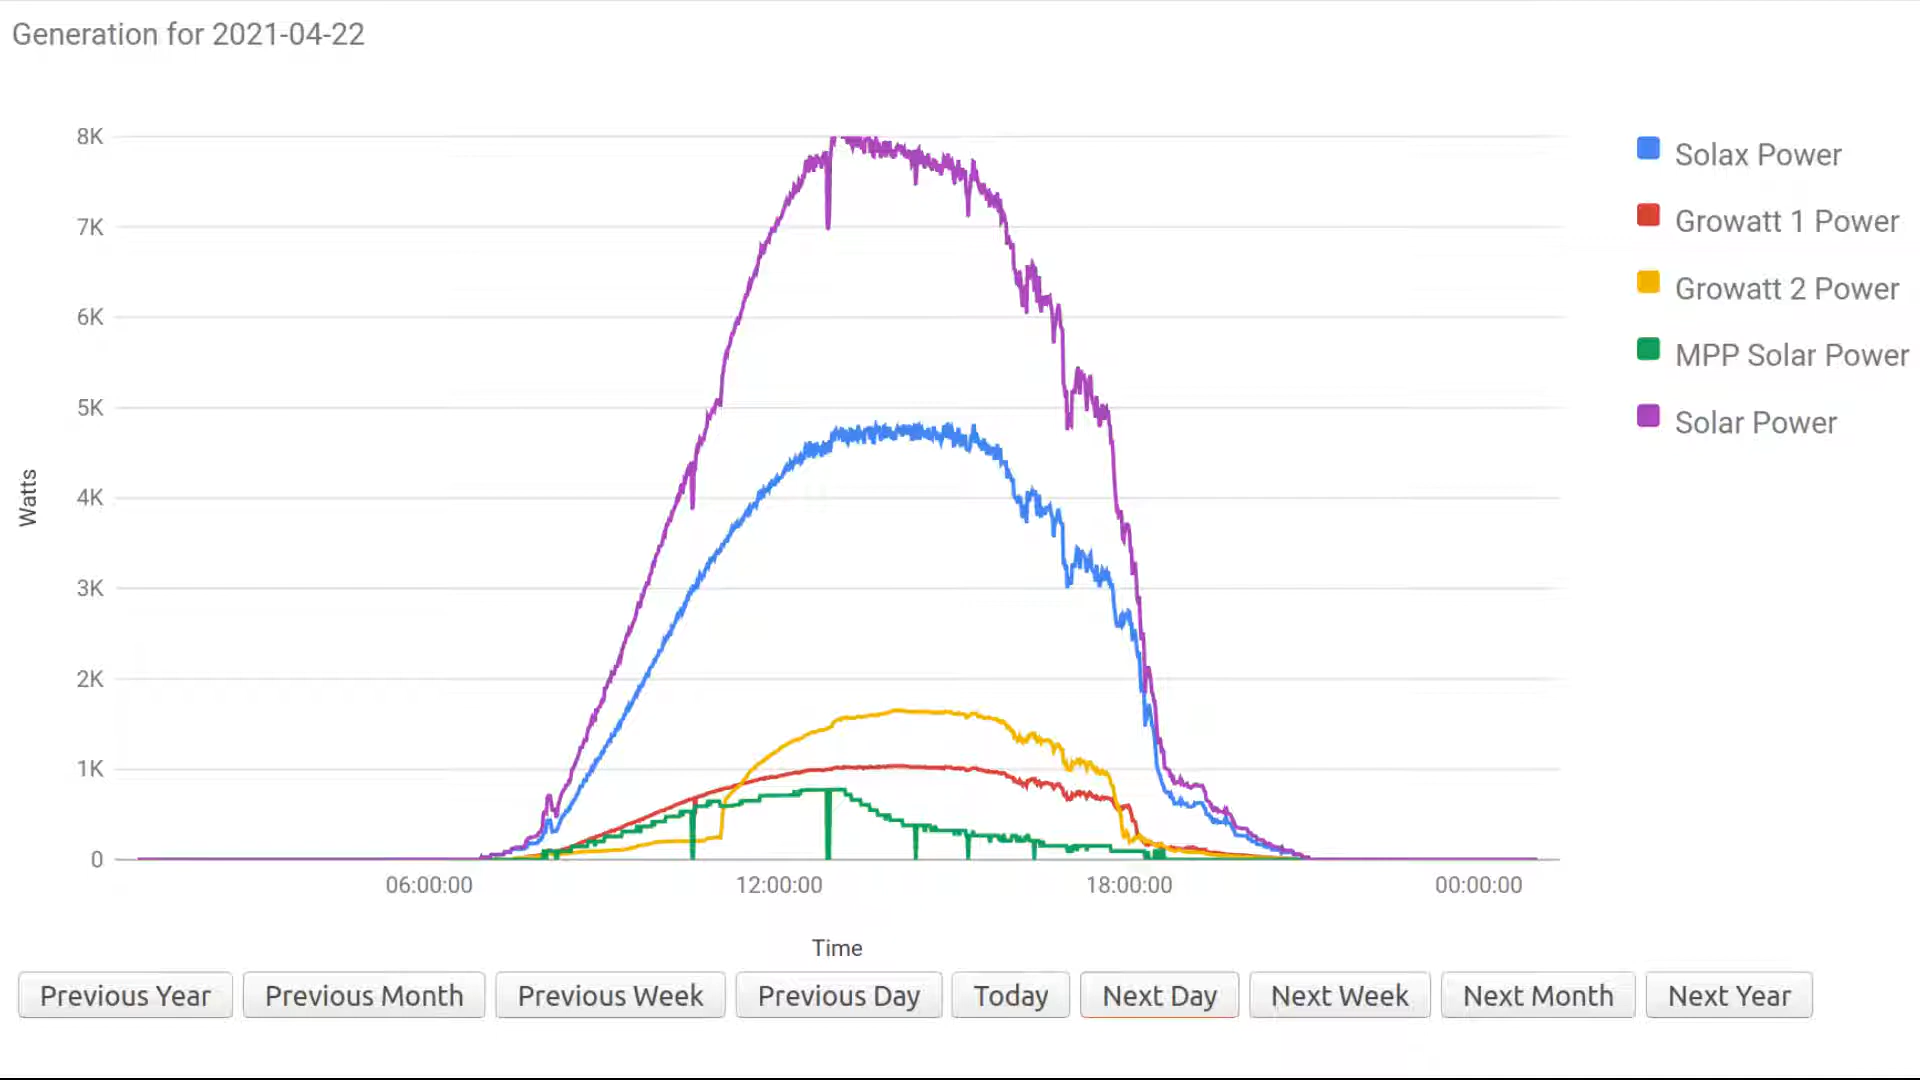 Generation for 2021-04-22
8K
7K
6K
5K
4K
3K
2K
1K
0
Watts
06:00:00
12:00:00
18:00:00
00:00:00
Time
Solax Power
Growatt 1 Power
Growatt 2 Power
MPP Solar Power
Solar Power
Previous Year
Previous Month
Previous Week
Previous Day
Today
Next Day
Next Week
Next Month
Next Year